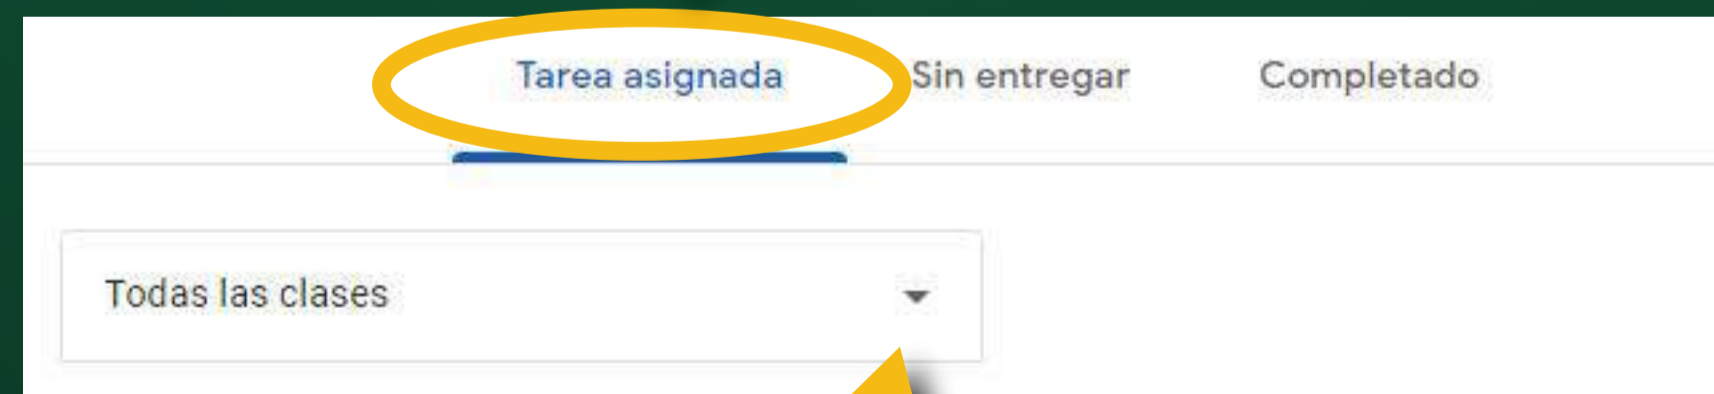 Tarea asignada Sin entregar Completado
Todas las clases